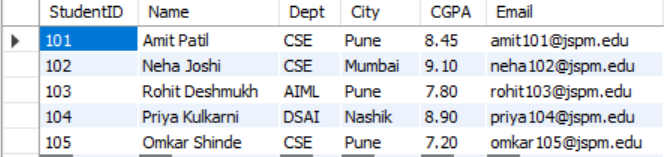 StudentID Name Dept City CGPA Email
101 Amit Patil CSE Pune 8.45 amit101@jspm.edu
102 Neha Joshi CSE Mumbai 9.10 neha102@jspm.edu
103 Rohit Deshmukh AIML Pune 7.80 rohit103@jspm.edu
104 Priya Kulkarni DSAI Nashik 8.90 priya104@jspm.edu
105 Omkar Shinde CSE Pune 7.20 omkar105@jspm.edu